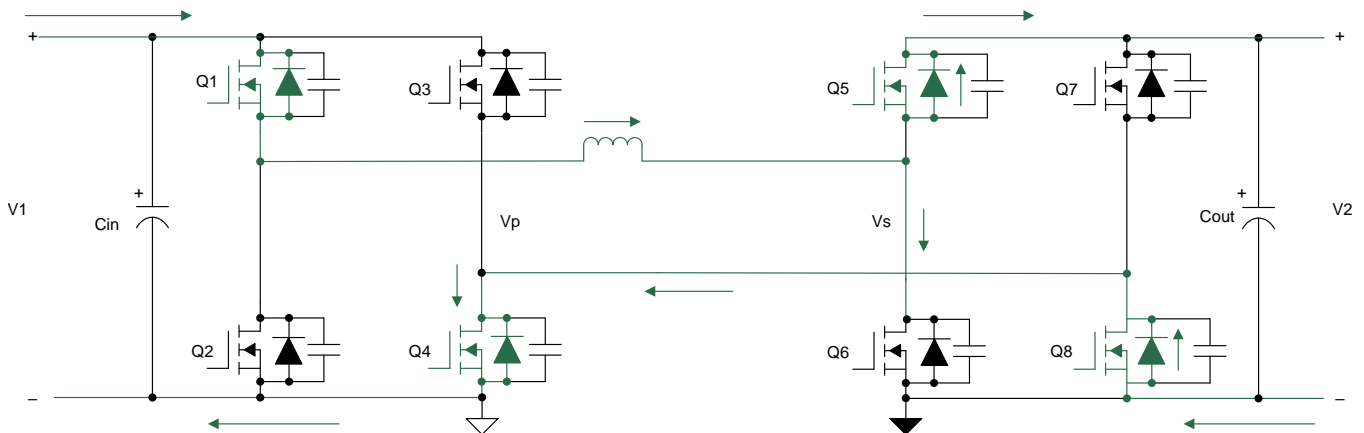 +
+
Q1
Q3
Q5
Q7
+
+
V1
Cin
Vp
Vs
Cout
V2
Q2
Q4
Q6
Q8
–
–